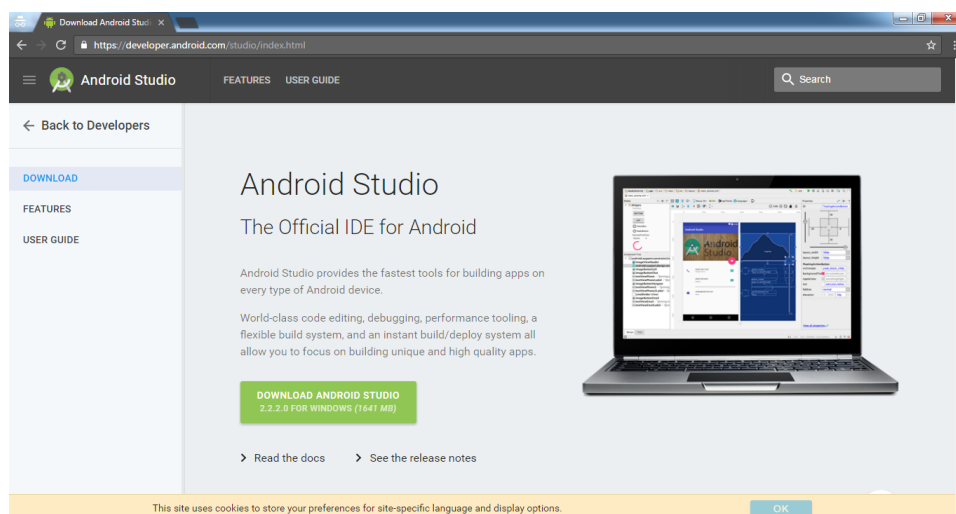 Download Android Studi
https://developer.android.com/studio/index.html
Android Studio
FEATURES
USER GUIDE
Search
Back to Developers
DOWNLOAD
FEATURES
USER GUIDE
Android Studio
The Official IDE for Android
Android Studio provides the fastest tools for building apps on
every type of Android device.
World-class code editing, debugging, performance tooling, a
flexible build system, and an instant build/deploy system all
allow you to focus on building unique and high quality apps.
DOWNLOAD ANDROID STUDIO
2.2.2.0 FOR WINDOWS (1641 MB)
Read the docs
See the release notes
Android
Studio
This site uses cookies to store your preferences for site-specific language and display options.
OK